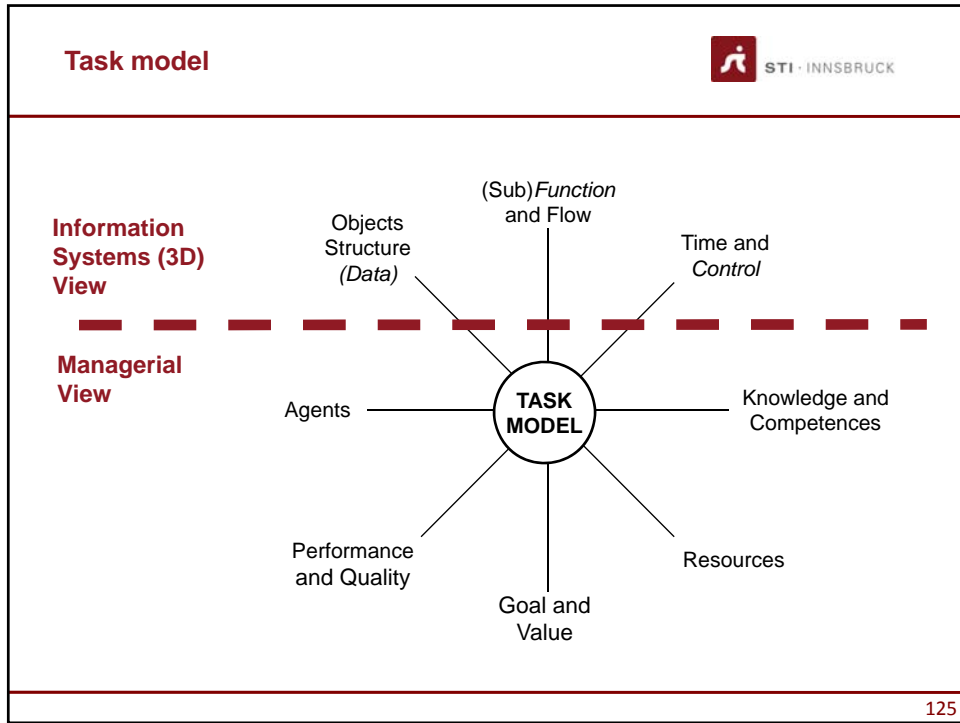 Task model
STI · INNSBRUCK
Information
Systems (3D)
View
Objects
Structure
(Data)
(Sub)Function
and Flow
Time and
Control
Managerial
View
Agents
TASK
MODEL
Knowledge and
Competences
Performance
and Quality
Goal and
Value
Resources
125